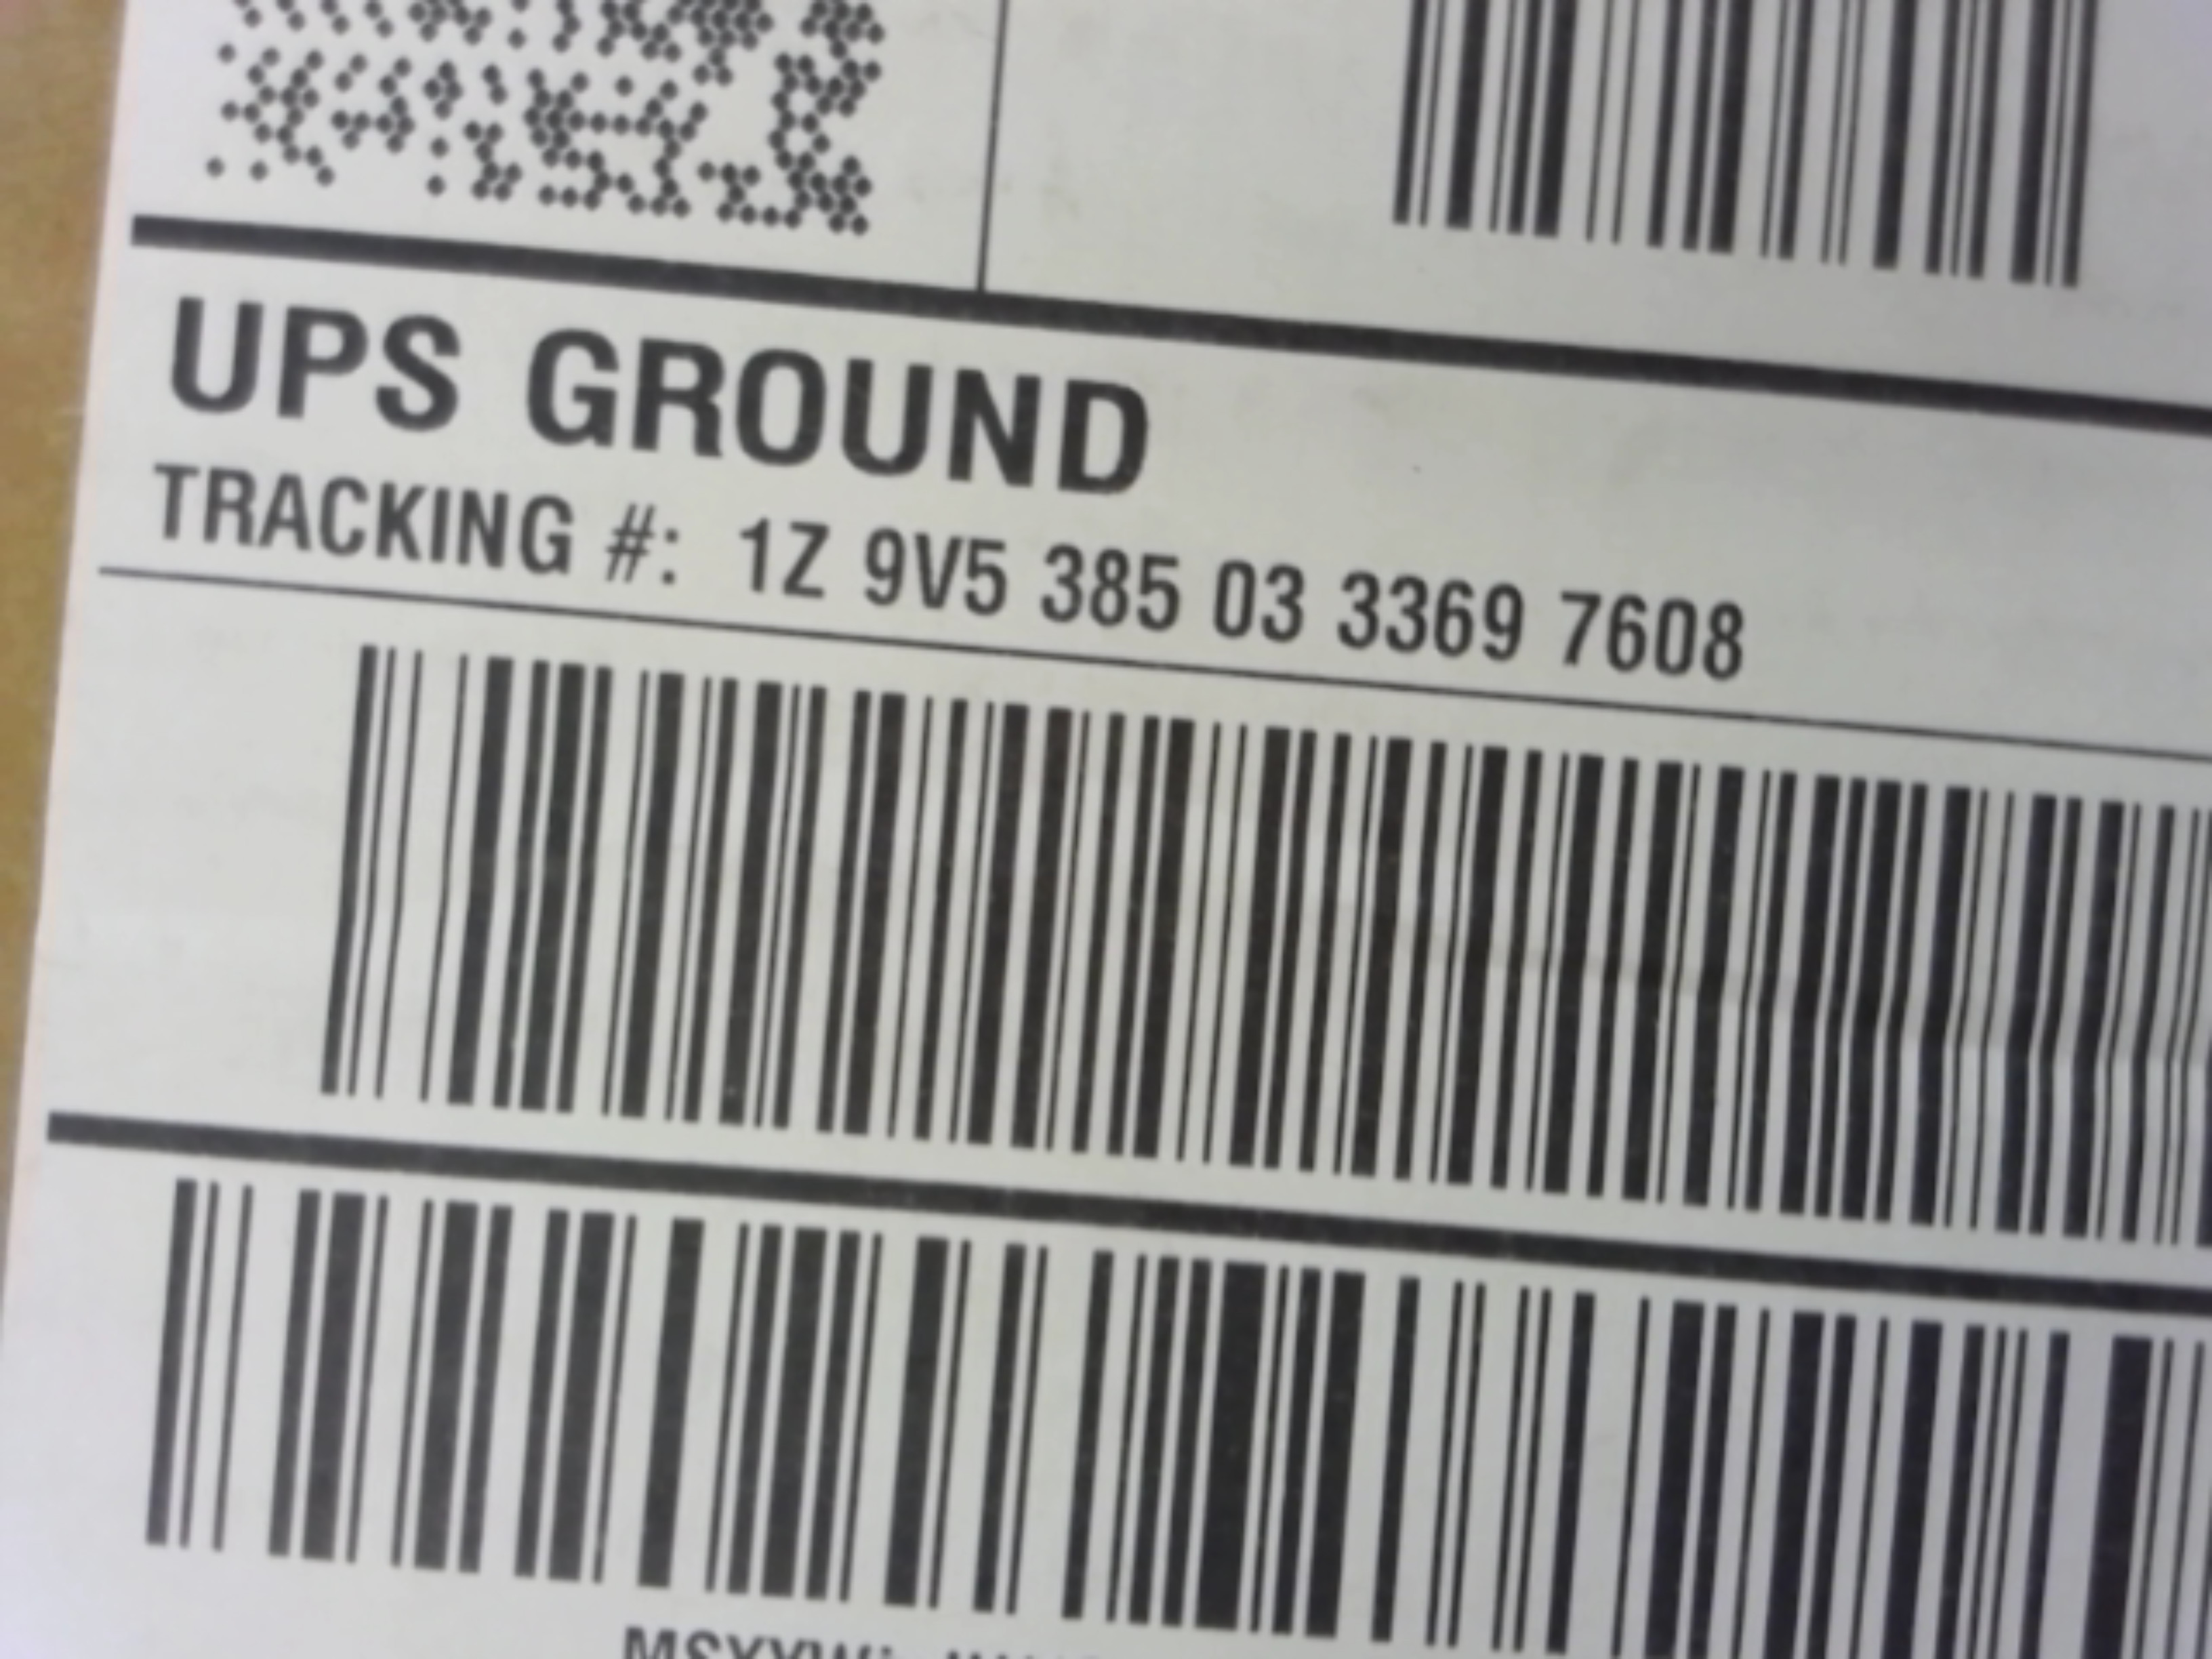 UPS GROUND
TRACKING #: 1Z 9V5 385 03 3369 7608